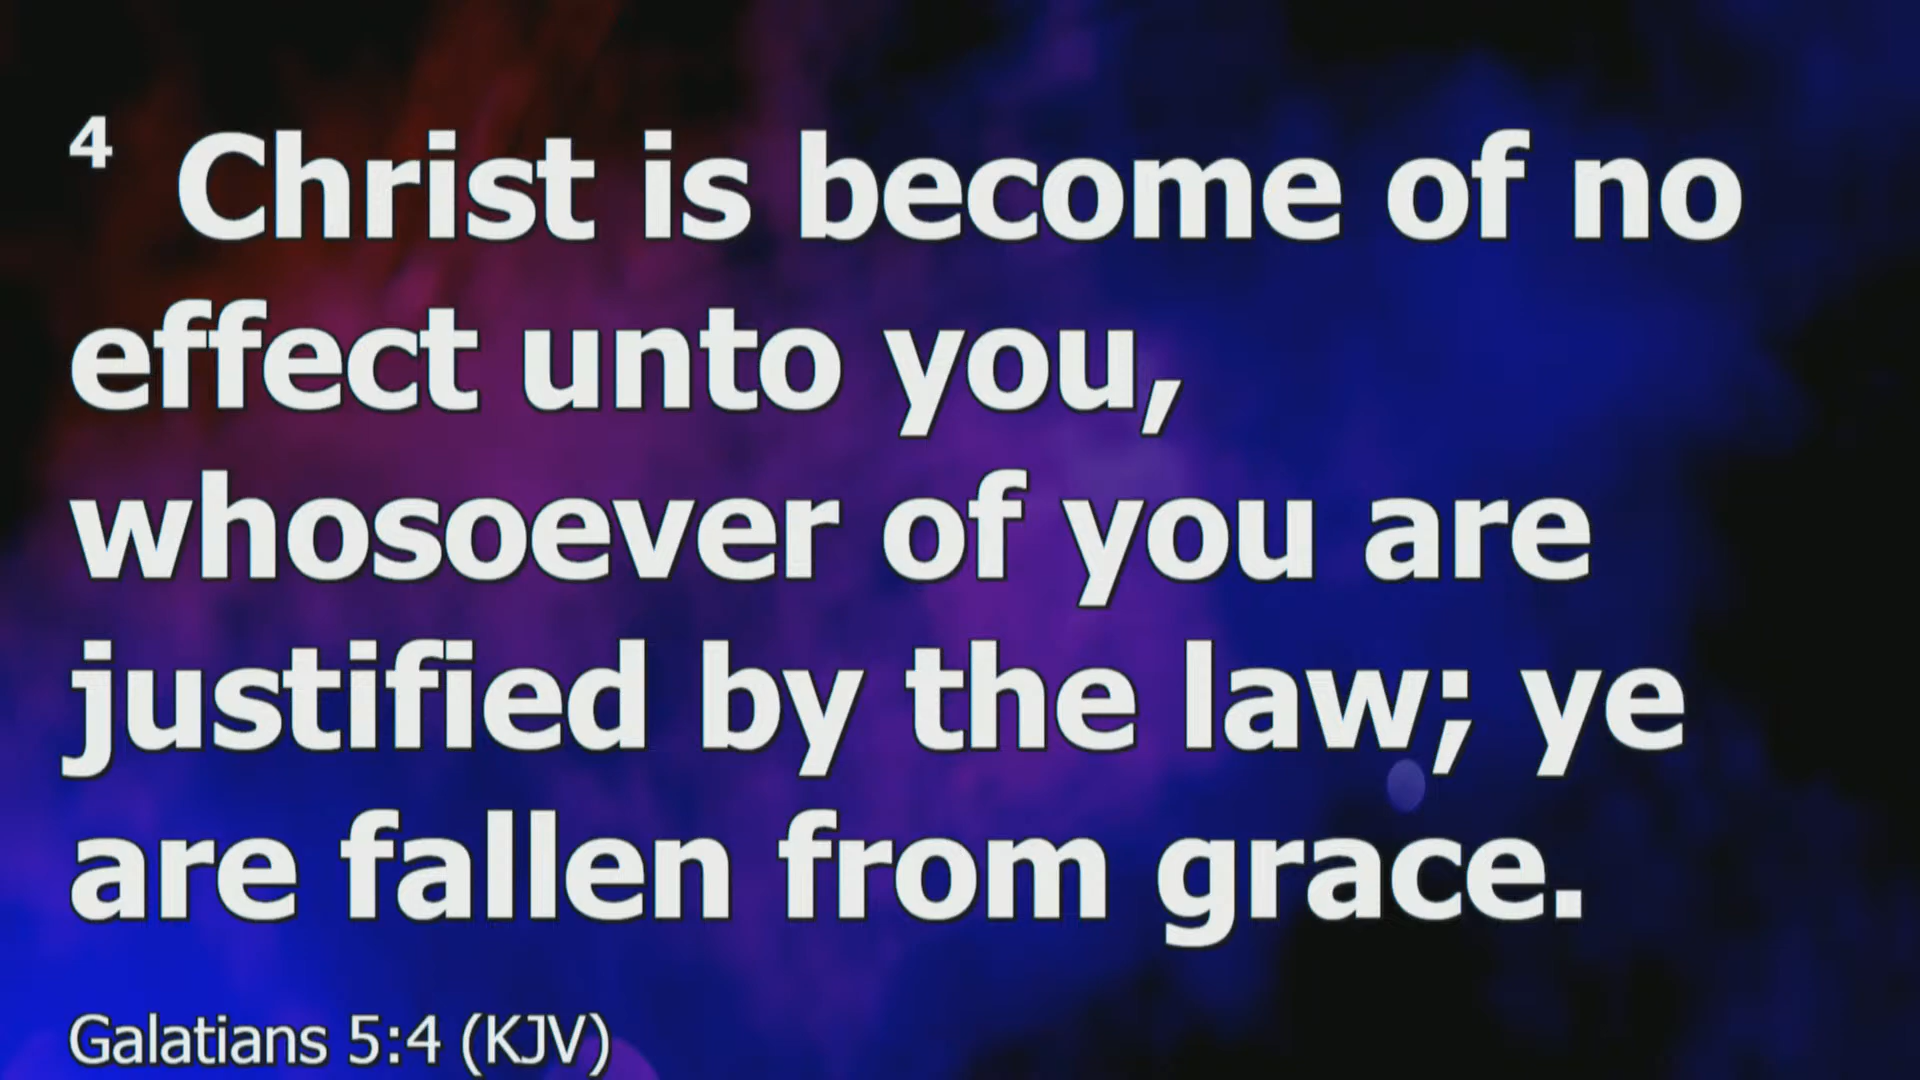 4 Christ is become of no
effect unto you,
whosoever of you are
justified by the law; ye
are fallen from grace.
Galatians 5:4 (KJV)